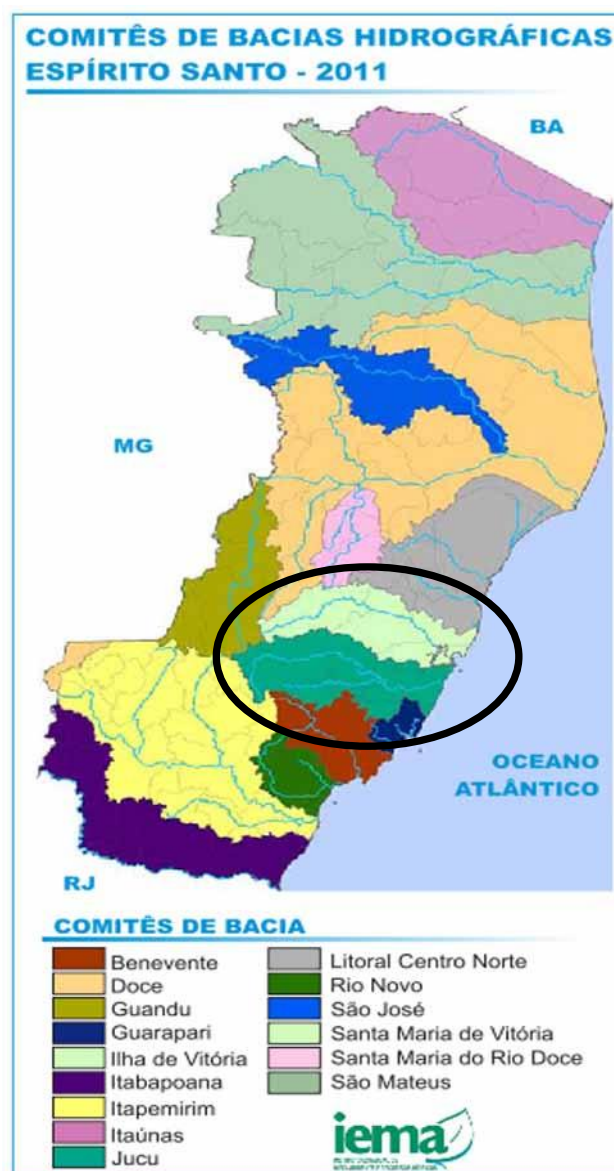 COMITÊS DE BACIAS HIDROGRÁFICAS
ESPÍRITO SANTO - 2011
BA
MG
OCEANO
ATLÂNTICO
RJ
COMITÊS DE BACIA
Benevente
Doce
Guandu
Guarapari
Ilha de Vitória
Itabapoana
Itapemirim
Itaúnas
Jucu
Litoral Centro Norte
Rio Novo
São José
Santa Maria de Vitória
Santa Maria do Rio Doce
São Mateus
iema